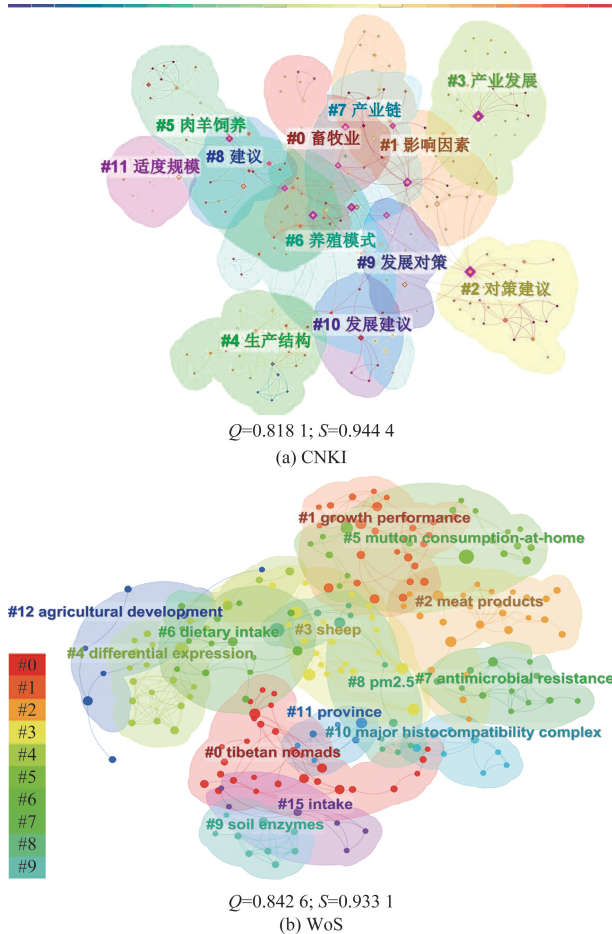 #3 产业发展
#7 产业链
#5 肉羊饲养
#0 畜牧业
#1 影响因素
#8 建议
#11 适度规模
#6 养殖模式
#9 发展对策
#2 对策建议
#10 发展建议
#4 生产结构
Q=0.818 1; S=0.944 4
(a) CNKI
#1 growth performance
#5 mutton consumption-at-home
#12 agricultural development
#2 meat products
#6 dietary intake
#3 sheep
#4 differential expression
#8 pm2.5
#7 antimicrobial resistance
#11 province
#10 major histocompatibility complex
#0 tibetan nomads
#15 intake
#9 soil enzymes
#0
#1
#2
#3
#4
#5
#6
#7
#8
#9
Q=0.842 6; S=0.933 1
(b) WoS